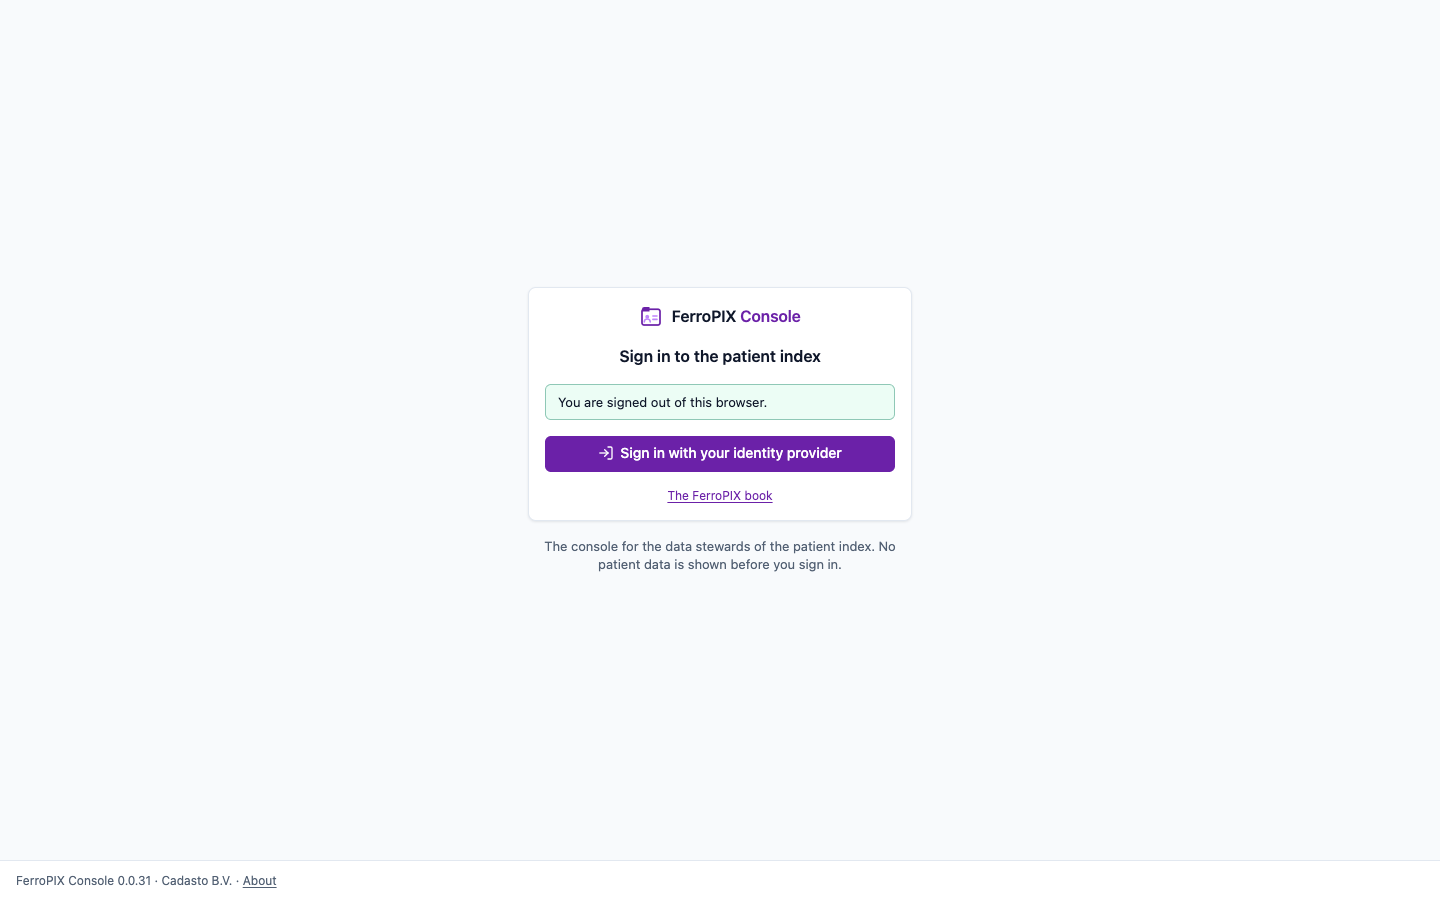 FerroPIX Console
Sign in to the patient index
You are signed out of this browser.
Sign in with your identity provider
The FerroPIX book
The console for the data stewards of the patient index. No
patient data is shown before you sign in.
FerroPIX Console 0.0.31 · Cadasto B.V. · About